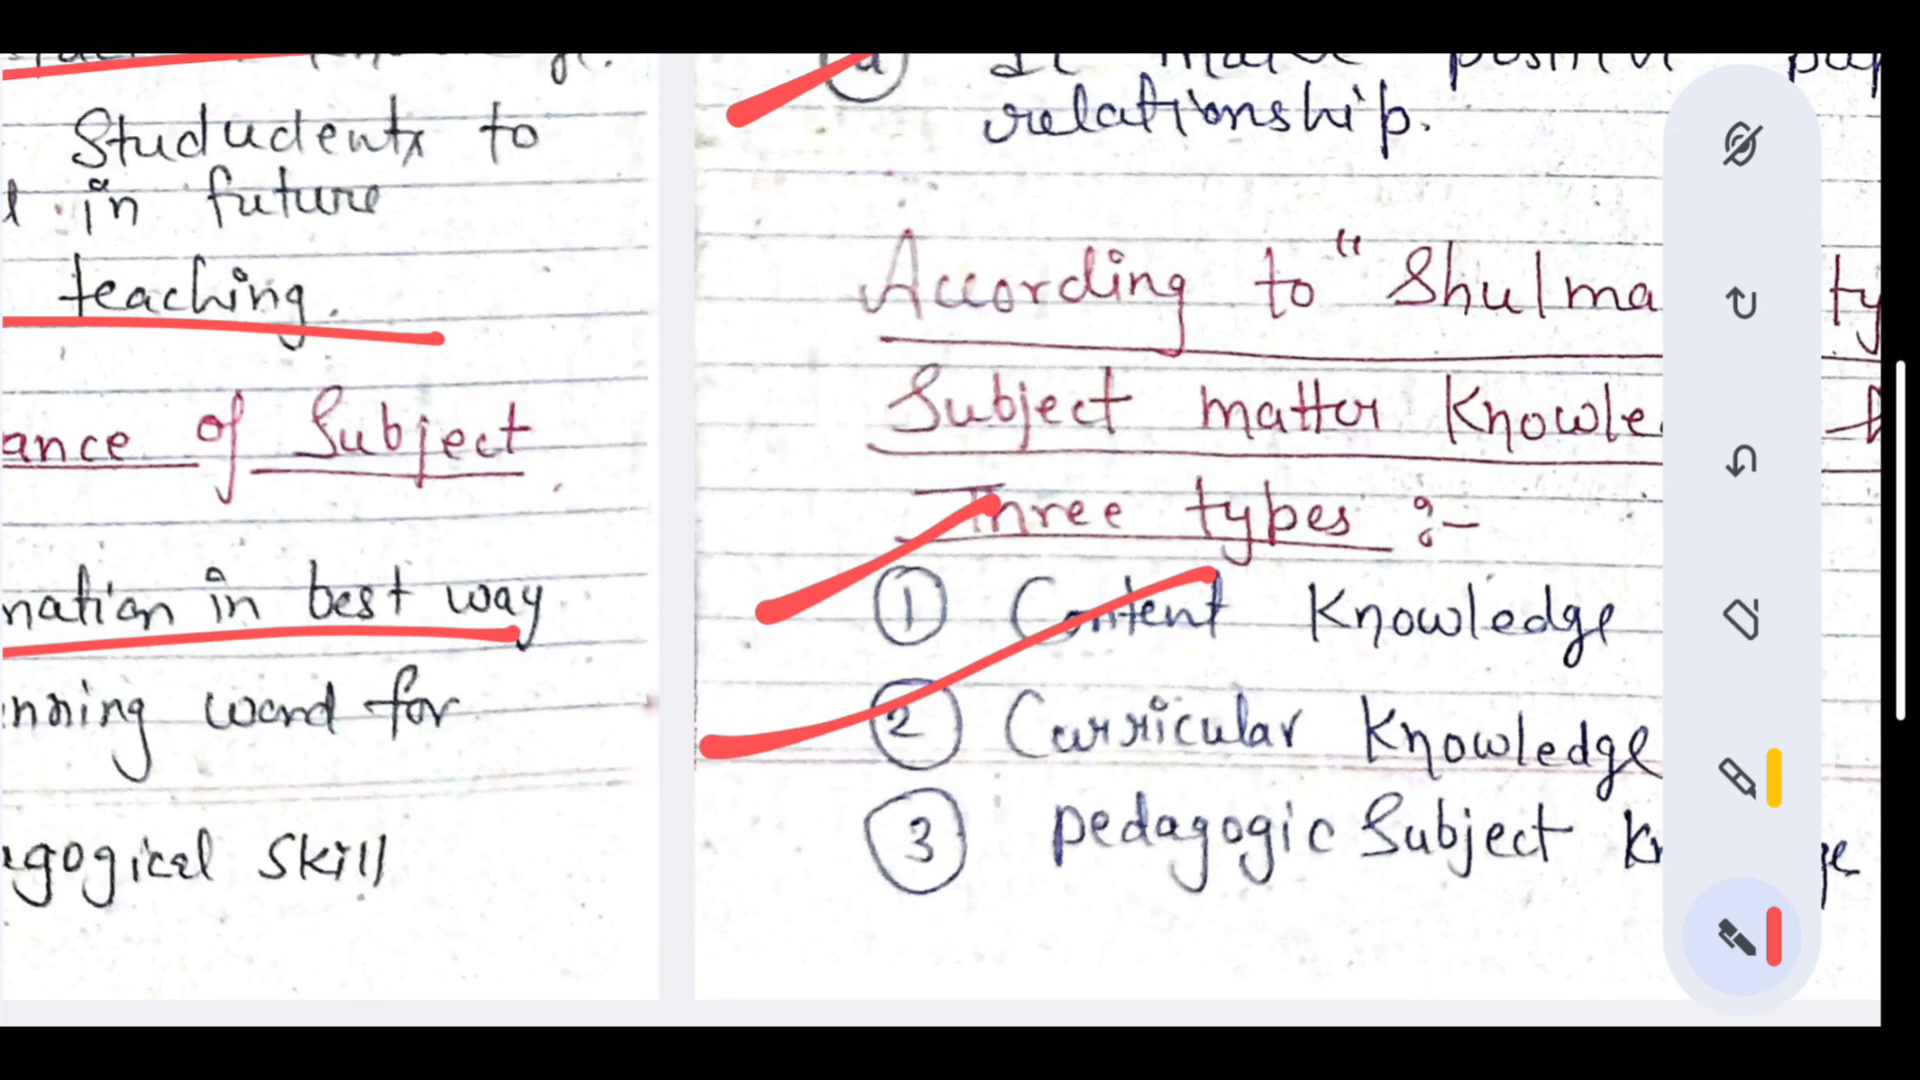 Stududents to
in future
teaching.
ance of Subject
nation in best way
nning word for
gogical Skill
relationship.
According to "Shulma
Subject matter Knowle
Three types :-
① Content Knowledge
② Curricular Knowledge
③ Pedagogic Subject